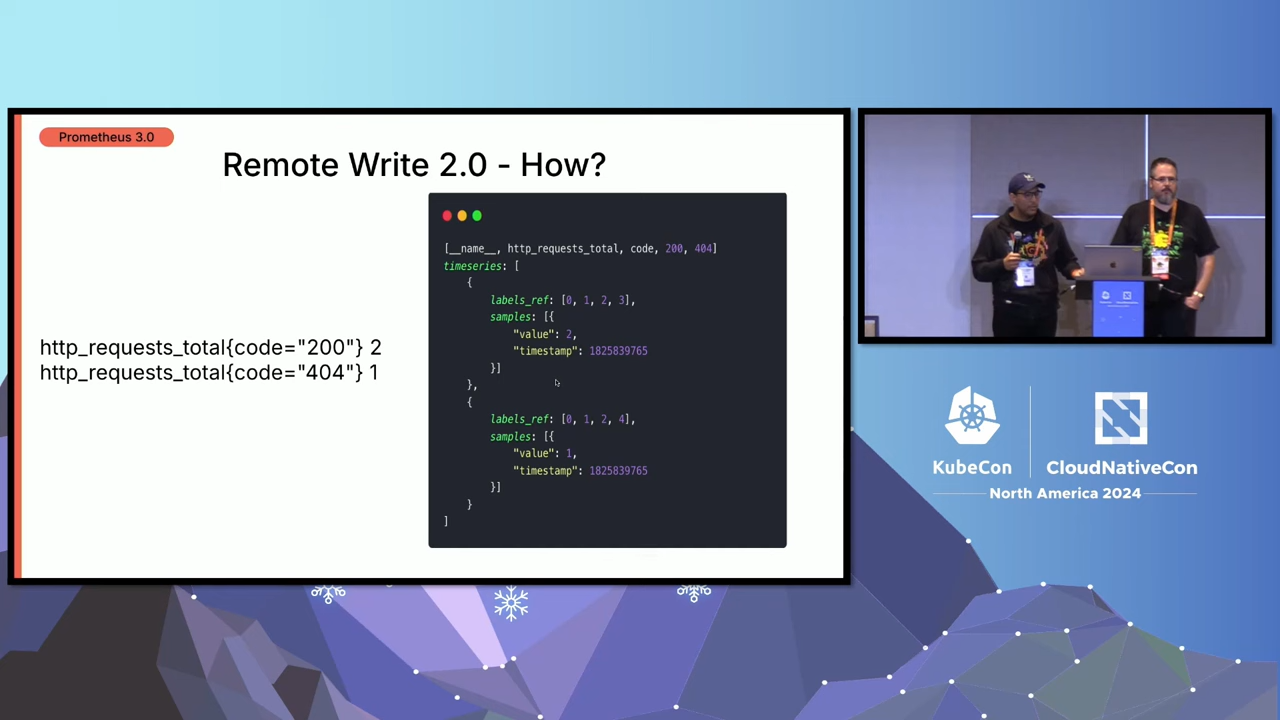 Prometheus 3.0
Remote Write 2.0 - How?
http_requests_total{code="200"} 2
http_requests_total{code="404"} 1
[__name__, http_requests_total, code, 200, 404]
timeseries: [
{
labels_ref: [0, 1, 2, 3],
samples: [{
"value": 2,
"timestamp": 1825839765
}]
},
{
labels_ref: [0, 1, 2, 4],
samples: [{
"value": 1,
"timestamp": 1825839765
}]
}
]
KubeCon
CloudNativeCon
North America 2024